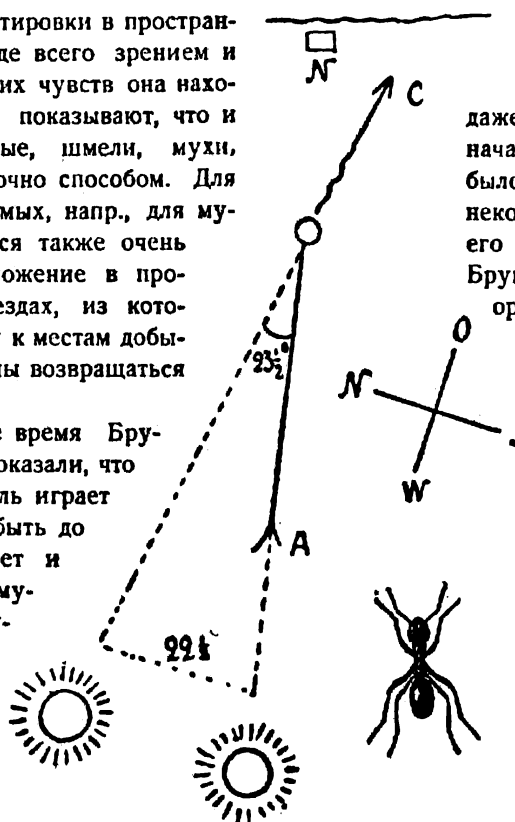 тировки в простран-
де всего зрением и
их чувств она нахо-
показывают, что и
ые, шмели, мухи,
очно способом. Для
мых, напр., для му-
ся также очень
ожение в про-
ездах, из кото-
у к местам добы-
ны возвращаться
е время Бру-
оказали, что
ль играет
быть до
ет и
му-
N
C
23½°
A
22½
даже
нача
было
неко
его
Бруг
ор
O
N
W